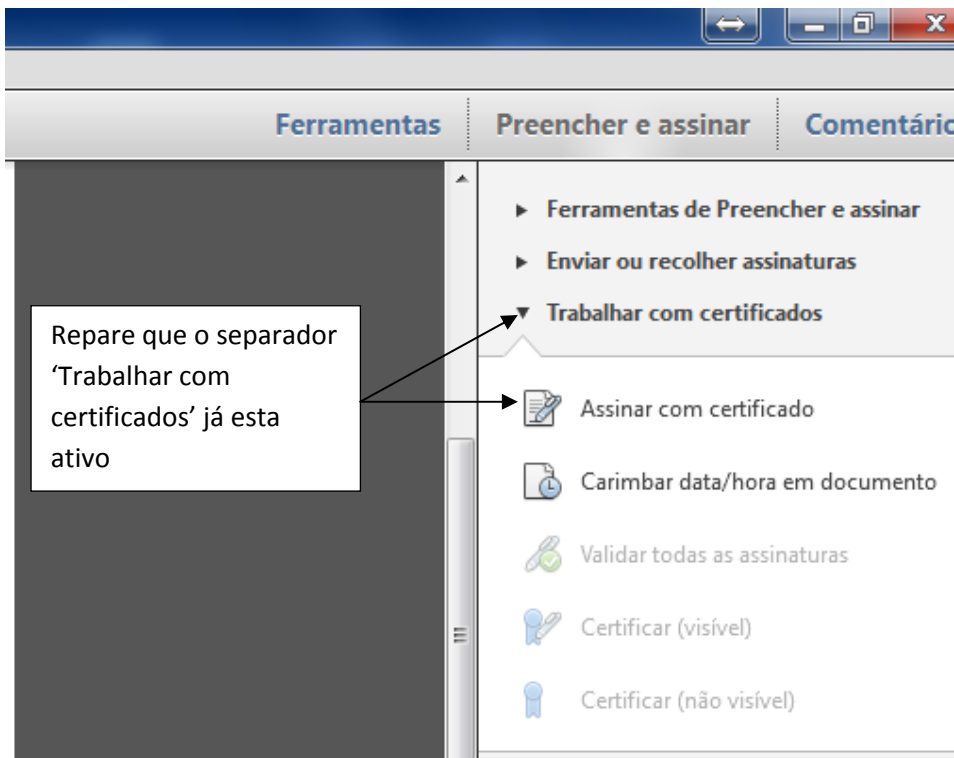 Ferramentas Preencher e assinar Comentário
Ferramentas de Preencher e assinar
Enviar ou recolher assinaturas
Trabalhar com certificados
Repare que o separador
‘Trabalhar com
certificados’ já esta
ativo
Assinar com certificado
Carimbar data/hora em documento
Validar todas as assinaturas
Certificar (visível)
Certificar (não visível)